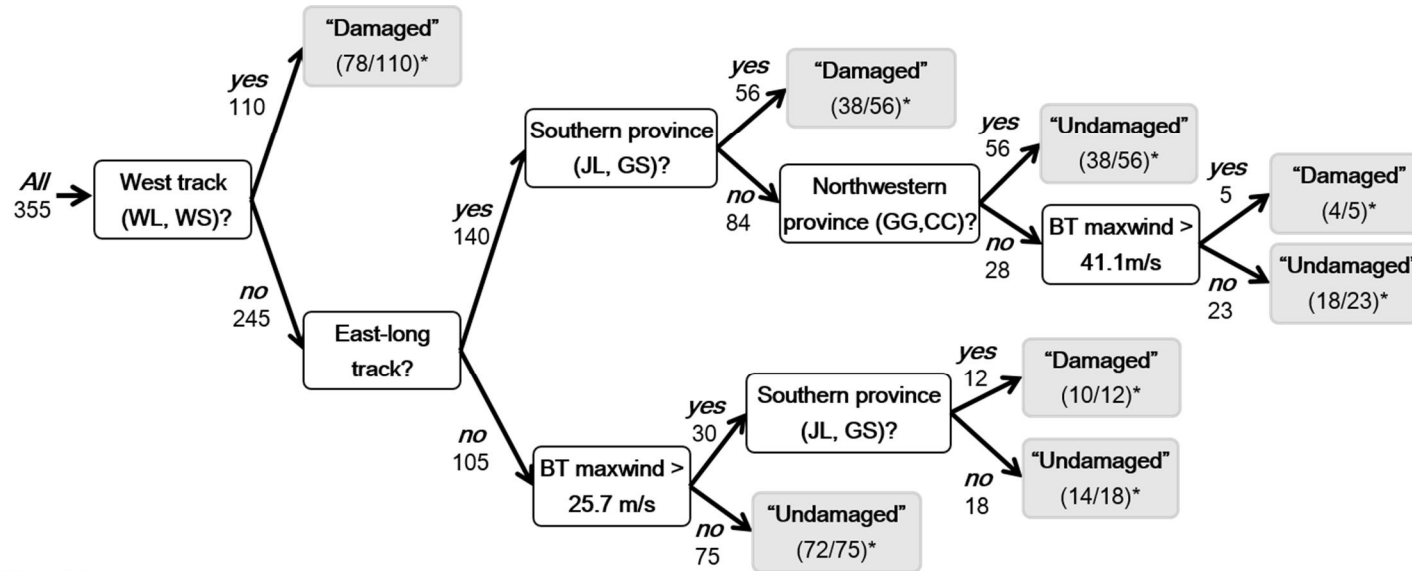 All
355
West track
(WL, WS)?
yes
110
"Damaged"
(78/110)*
no
245
East-long
track?
yes
140
Southern province
(JL, GS)?
yes
56
"Damaged"
(38/56)*
no
84
Northwestern
province (GG,CC)?
yes
56
"Undamaged"
(38/56)*
no
28
BT maxwind >
41.1m/s
yes
5
"Damaged"
(4/5)*
no
23
"Undamaged"
(18/23)*
no
105
BT maxwind >
25.7 m/s
yes
30
Southern province
(JL, GS)?
yes
12
"Damaged"
(10/12)*
no
18
"Undamaged"
(14/18)*
no
75
"Undamaged"
(72/75)*